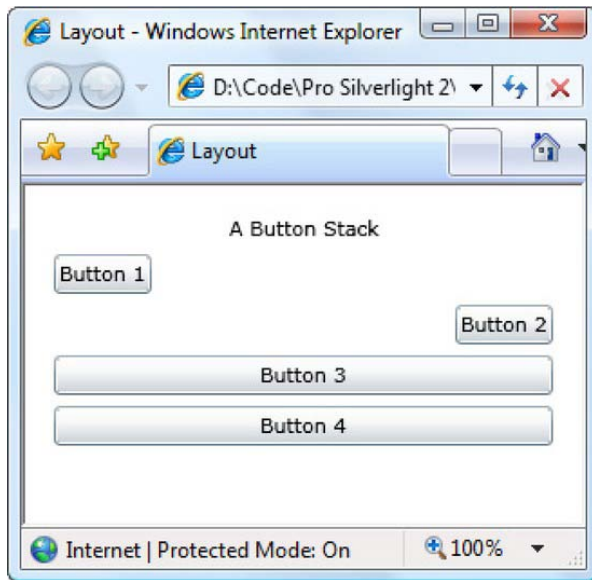 Layout - Windows Internet Explorer
D:\Code\Pro Silverlight 2\
Layout
A Button Stack
Button 1
Button 2
Button 3
Button 4
Internet | Protected Mode: On
100%